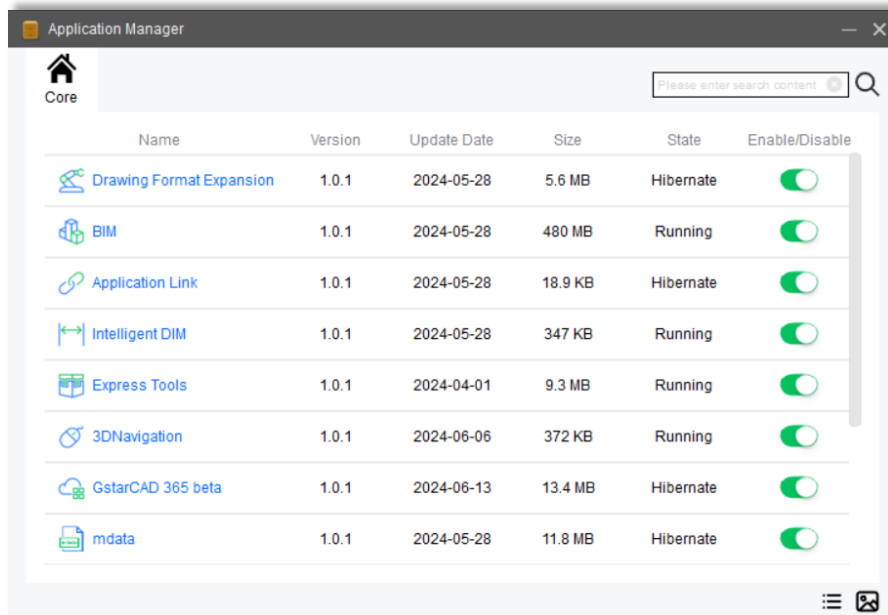 Application Manager
Core
Please enter search content
Name Version Update Date Size State Enable/Disable
Drawing Format Expansion 1.0.1 2024-05-28 5.6 MB Hibernate
BIM 1.0.1 2024-05-28 480 MB Running
Application Link 1.0.1 2024-05-28 18.9 KB Hibernate
Intelligent DIM 1.0.1 2024-05-28 347 KB Running
Express Tools 1.0.1 2024-04-01 9.3 MB Running
3DNavigation 1.0.1 2024-06-06 372 KB Running
GstarCAD 365 beta 1.0.1 2024-06-13 13.4 MB Hibernate
mdata 1.0.1 2024-05-28 11.8 MB Hibernate